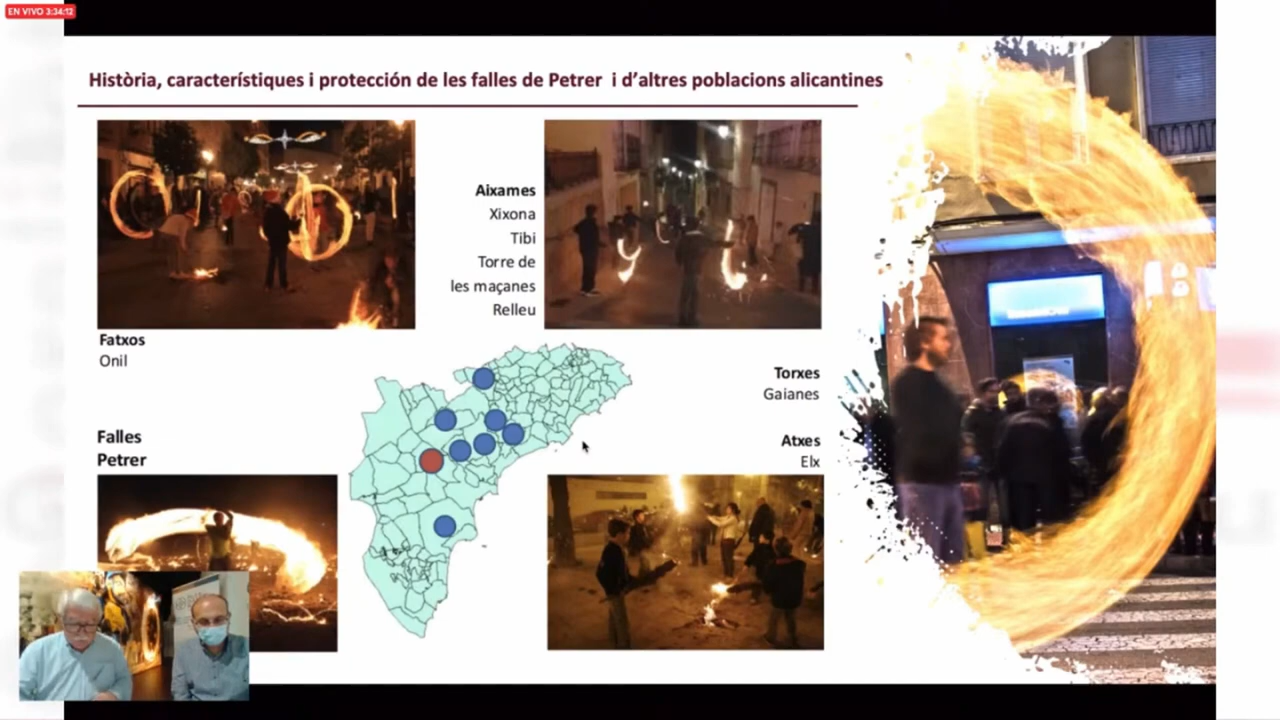 EN VIVO 3:34:12
Història, característiques i protección de les falles de Petrer i d'altres poblacions alicantines
Aixames
Xixona
Tibi
Torre de
les maçanes
Relleu
Fatxos
Onil
Torxes
Gaianes
Falles
Petrer
Atxes
Elx